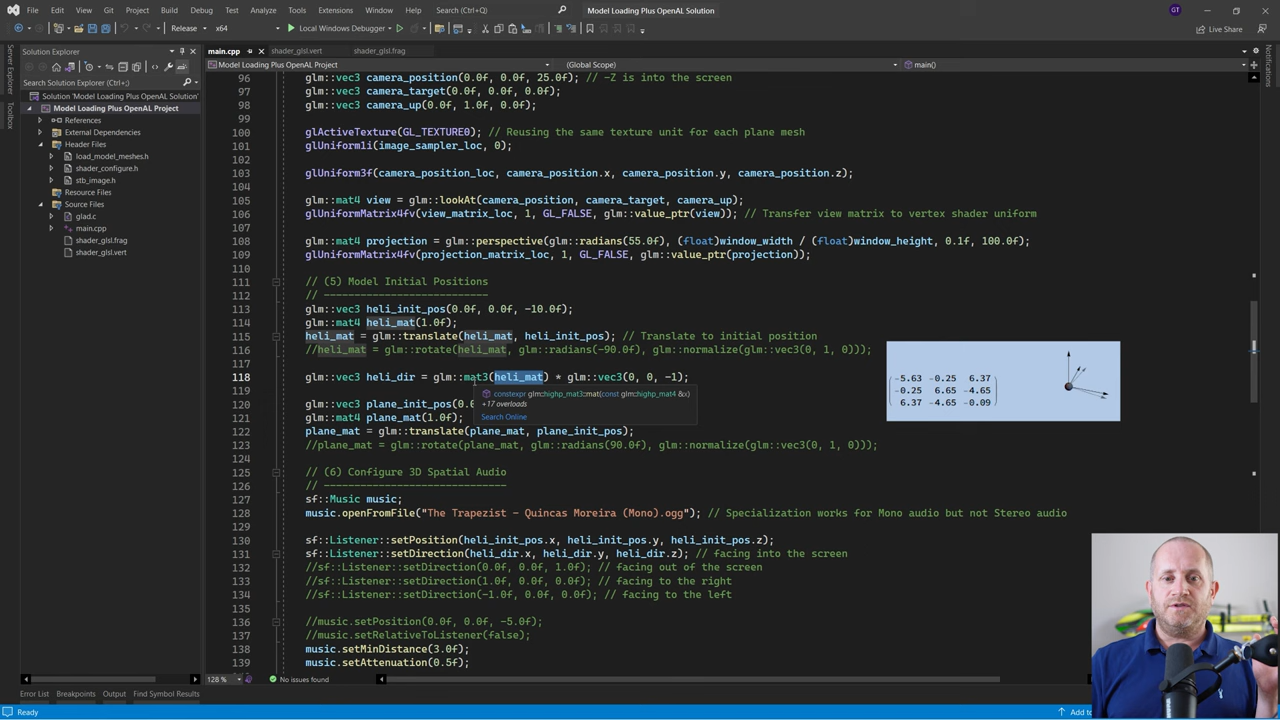 File Edit View Git Project Build Debug Test Analyze Tools Extensions Window Help Search (Ctrl+;) Model Loading Plus OpenAL Solution GT
Release x64 Local Windows Debugger Live Share
Server Explorer
Toolbox
Notifications
Solution Explorer
Search Solution Explorer (Ctrl+;)
Solution 'Model Loading Plus OpenAL Solution'
Model Loading Plus OpenAL Project
References
External Dependencies
Header Files
load_model_meshes.h
shader_configure.h
stb_image.h
Resource Files
Source Files
glad.c
main.cpp
shader_glsl.frag
shader_glsl.vert
main.cpp shader_glsl.vert shader_glsl.frag
Model Loading Plus OpenAL Project (Global Scope) main()
96 glm::vec3 camera_position(0.0f, 0.0f, 25.0f); // -Z is into the screen
97 glm::vec3 camera_target(0.0f, 0.0f, 0.0f);
98 glm::vec3 camera_up(0.0f, 1.0f, 0.0f);
99
100 glActiveTexture(GL_TEXTURE0); // Reusing the same texture unit for each plane mesh
101 glUniform1i(image_sampler_loc, 0);
102
103 glUniform3f(camera_position_loc, camera_position.x, camera_position.y, camera_position.z);
104
105 glm::mat4 view = glm::lookAt(camera_position, camera_target, camera_up);
106 glUniformMatrix4fv(view_matrix_loc, 1, GL_FALSE, glm::value_ptr(view)); // Transfer view matrix to vertex shader uniform
107
108 glm::mat4 projection = glm::perspective(glm::radians(55.0f), (float)window_width / (float)window_height, 0.1f, 100.0f);
109 glUniformMatrix4fv(projection_matrix_loc, 1, GL_FALSE, glm::value_ptr(projection));
110
111 // (5) Model Initial Positions
112 // ---------------------------
113 glm::vec3 heli_init_pos(0.0f, 0.0f, -10.0f);
114 glm::mat4 heli_mat(1.0f);
115 heli_mat = glm::translate(heli_mat, heli_init_pos); // Translate to initial position
116 //heli_mat = glm::rotate(heli_mat, glm::radians(-90.0f), glm::normalize(glm::vec3(0, 1, 0)));
117
118 glm::vec3 heli_dir = glm::mat3(heli_mat) * glm::vec3(0, 0, -1);
constexpr glm::highp_mat3::mat(const glm::highp_mat4 &x)
+17 overloads
Search Online
120 glm::vec3 plane_init_pos(0.0
121 glm::mat4 plane_mat(1.0f);
122 plane_mat = glm::translate(plane_mat, plane_init_pos);
123 //plane_mat = glm::rotate(plane_mat, glm::radians(90.0f), glm::normalize(glm::vec3(0, 1, 0)));
124
125 // (6) Configure 3D Spatial Audio
126 // ------------------------------
127 sf::Music music;
128 music.openFromFile("The Trapezist - Quincas Moreira (Mono).ogg"); // Specialization works for Mono audio but not Stereo audio
129
130 sf::Listener::setPosition(heli_init_pos.x, heli_init_pos.y, heli_init_pos.z);
131 sf::Listener::setDirection(heli_dir.x, heli_dir.y, heli_dir.z); // facing into the screen
132 //sf::Listener::setDirection(0.0f, 0.0f, 1.0f); // facing out of the screen
133 //sf::Listener::setDirection(1.0f, 0.0f, 0.0f); // facing to the right
134 //sf::Listener::setDirection(-1.0f, 0.0f, 0.0f); // facing to the left
135
136 //music.setPosition(0.0f, 0.0f, -5.0f);
137 //music.setRelativeToListener(false);
138 music.setMinDistance(3.0f);
139 music.setAttenuation(0.5f);
-5.63 -0.25 6.37
-0.25 6.65 -4.65
6.37 -4.65 -0.09
128 % No issues found
Error List Breakpoints Output Find Symbol Results
Ready Add to